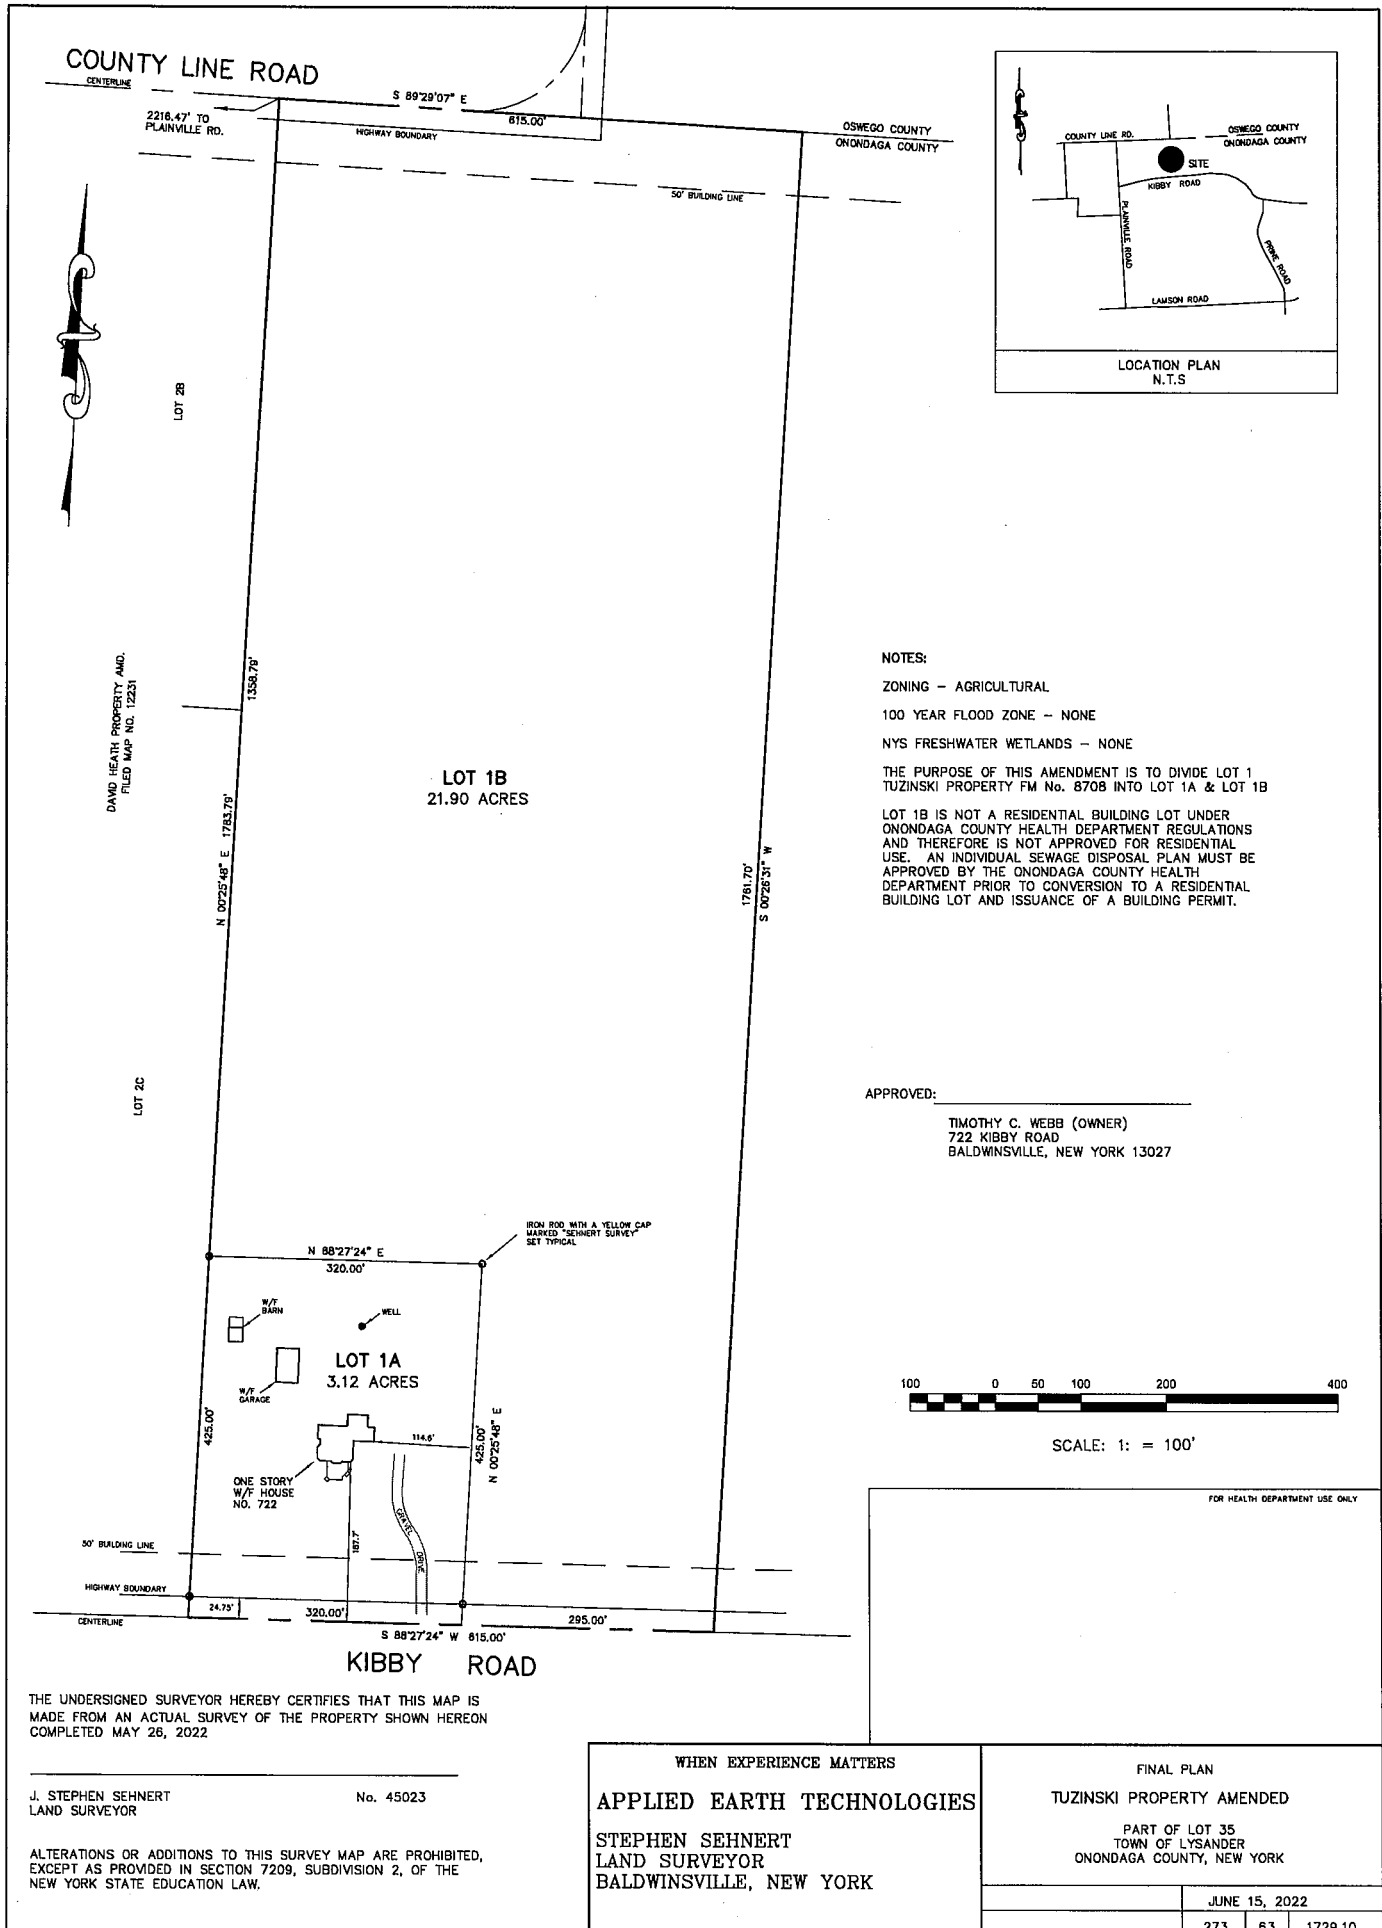 COUNTY LINE ROAD
CENTERLINE
S 89°29'07" E
615.00'
2216.47' TO
PLAINVILLE RD.
HIGHWAY BOUNDARY
OSWEGO COUNTY
ONONDAGA COUNTY
50' BUILDING LINE
COUNTY LINE RD.
OSWEGO COUNTY
ONONDAGA COUNTY
SITE
KIBBY ROAD
PLAINVILLE ROAD
PRINE ROAD
LAMSON ROAD
LOCATION PLAN
N.T.S
LOT 2B
DAVID HEATH PROPERTY AMD.
FILED MAP NO. 12231
1358.79'
N 00°25'48" E 1783.79'
LOT 1B
21.90 ACRES
1761.70'
S 00°26'31" W
NOTES:
ZONING – AGRICULTURAL
100 YEAR FLOOD ZONE – NONE
NYS FRESHWATER WETLANDS – NONE
THE PURPOSE OF THIS AMENDMENT IS TO DIVIDE LOT 1
TUZINSKI PROPERTY FM No. 8708 INTO LOT 1A & LOT 1B
LOT 1B IS NOT A RESIDENTIAL BUILDING LOT UNDER
ONONDAGA COUNTY HEALTH DEPARTMENT REGULATIONS
AND THEREFORE IS NOT APPROVED FOR RESIDENTIAL
USE. AN INDIVIDUAL SEWAGE DISPOSAL PLAN MUST BE
APPROVED BY THE ONONDAGA COUNTY HEALTH
DEPARTMENT PRIOR TO CONVERSION TO A RESIDENTIAL
BUILDING LOT AND ISSUANCE OF A BUILDING PERMIT.
LOT 2C
APPROVED:
TIMOTHY C. WEBB (OWNER)
722 KIBBY ROAD
BALDWINSVILLE, NEW YORK 13027
IRON ROD WITH A YELLOW CAP
MARKED "SEHNERT SURVEY"
SET TYPICAL
N 88°27'24" E
320.00'
W/F
BARN
WELL
LOT 1A
3.12 ACRES
W/F
GARAGE
425.00'
114.6'
425.00'
N 00°25'48" E
ONE STORY
W/F HOUSE
NO. 722
GRAVEL DRIVE
187.7'
50' BUILDING LINE
HIGHWAY BOUNDARY
24.75'
320.00'
295.00'
CENTERLINE
S 88°27'24" W 615.00'
KIBBY ROAD
100 0 50 100 200 400
SCALE: 1: = 100'
FOR HEALTH DEPARTMENT USE ONLY
THE UNDERSIGNED SURVEYOR HEREBY CERTIFIES THAT THIS MAP IS
MADE FROM AN ACTUAL SURVEY OF THE PROPERTY SHOWN HEREON
COMPLETED MAY 26, 2022
J. STEPHEN SEHNERT No. 45023
LAND SURVEYOR
ALTERATIONS OR ADDITIONS TO THIS SURVEY MAP ARE PROHIBITED,
EXCEPT AS PROVIDED IN SECTION 7209, SUBDIVISION 2, OF THE
NEW YORK STATE EDUCATION LAW.
WHEN EXPERIENCE MATTERS
APPLIED EARTH TECHNOLOGIES
STEPHEN SEHNERT
LAND SURVEYOR
BALDWINSVILLE, NEW YORK
FINAL PLAN
TUZINSKI PROPERTY AMENDED
PART OF LOT 35
TOWN OF LYSANDER
ONONDAGA COUNTY, NEW YORK
JUNE 15, 2022
273 63 1729.10